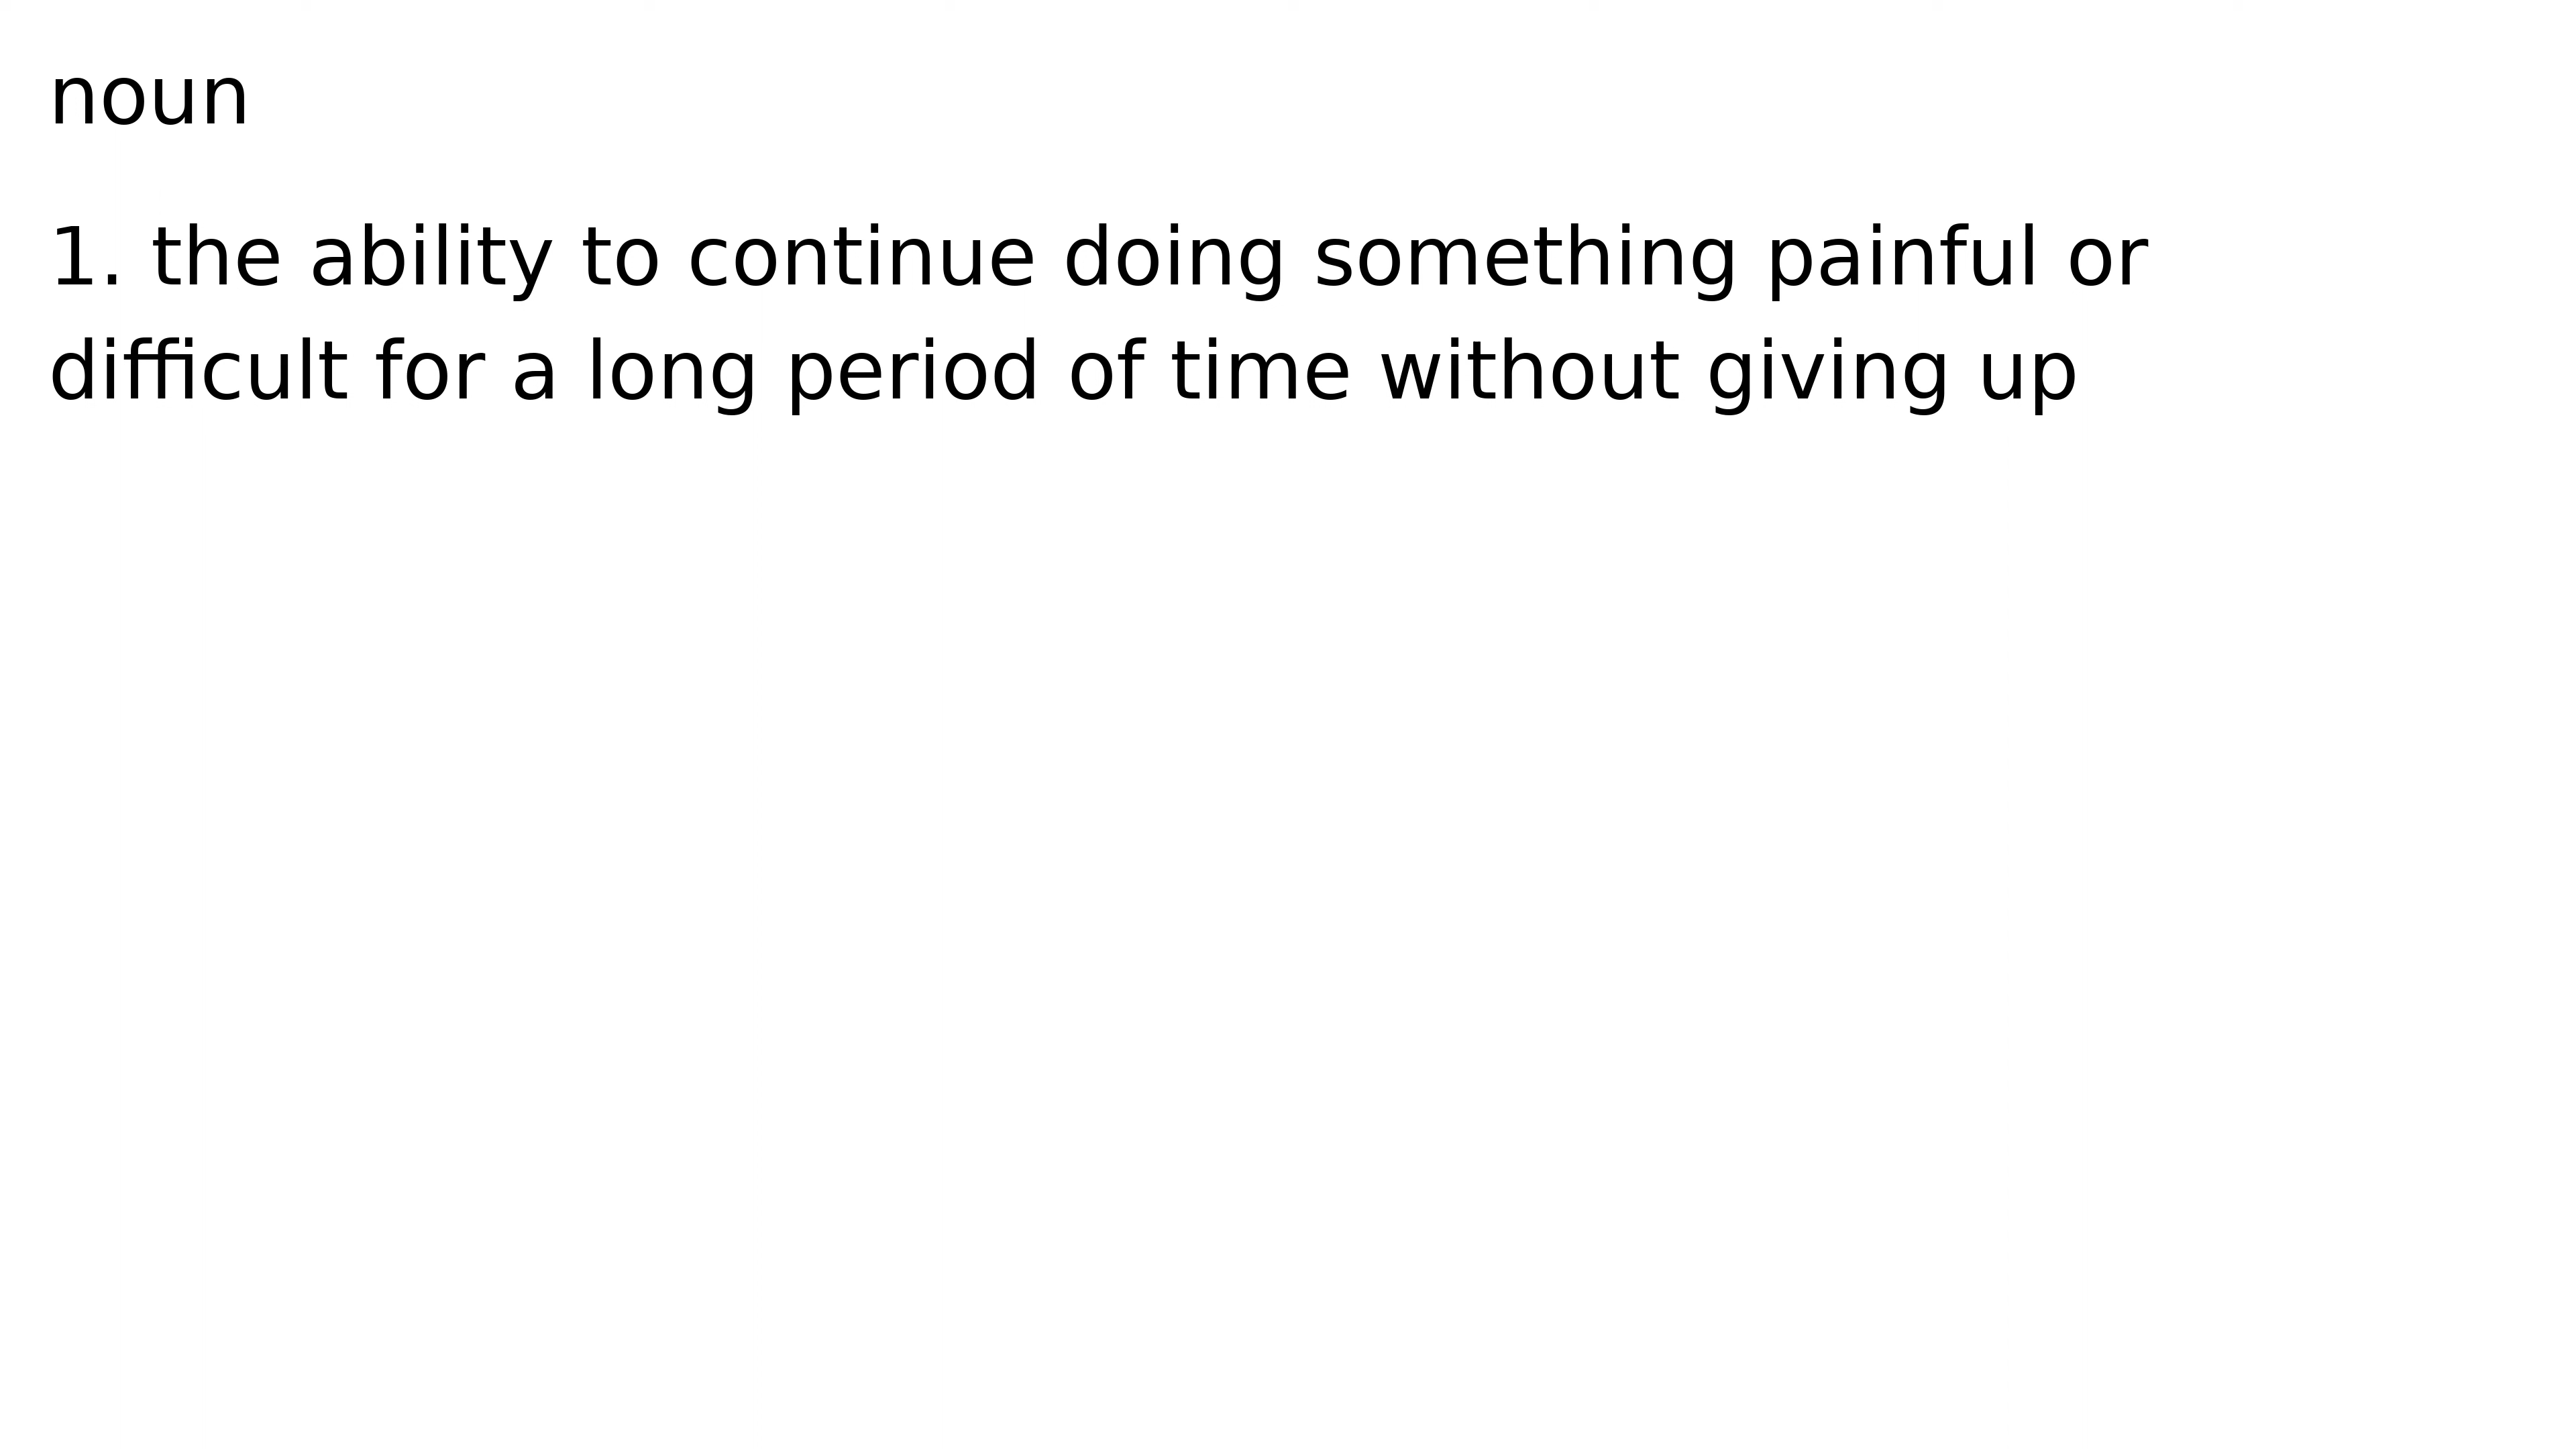 noun
1. the ability to continue doing something painful or
difficult for a long period of time without giving up